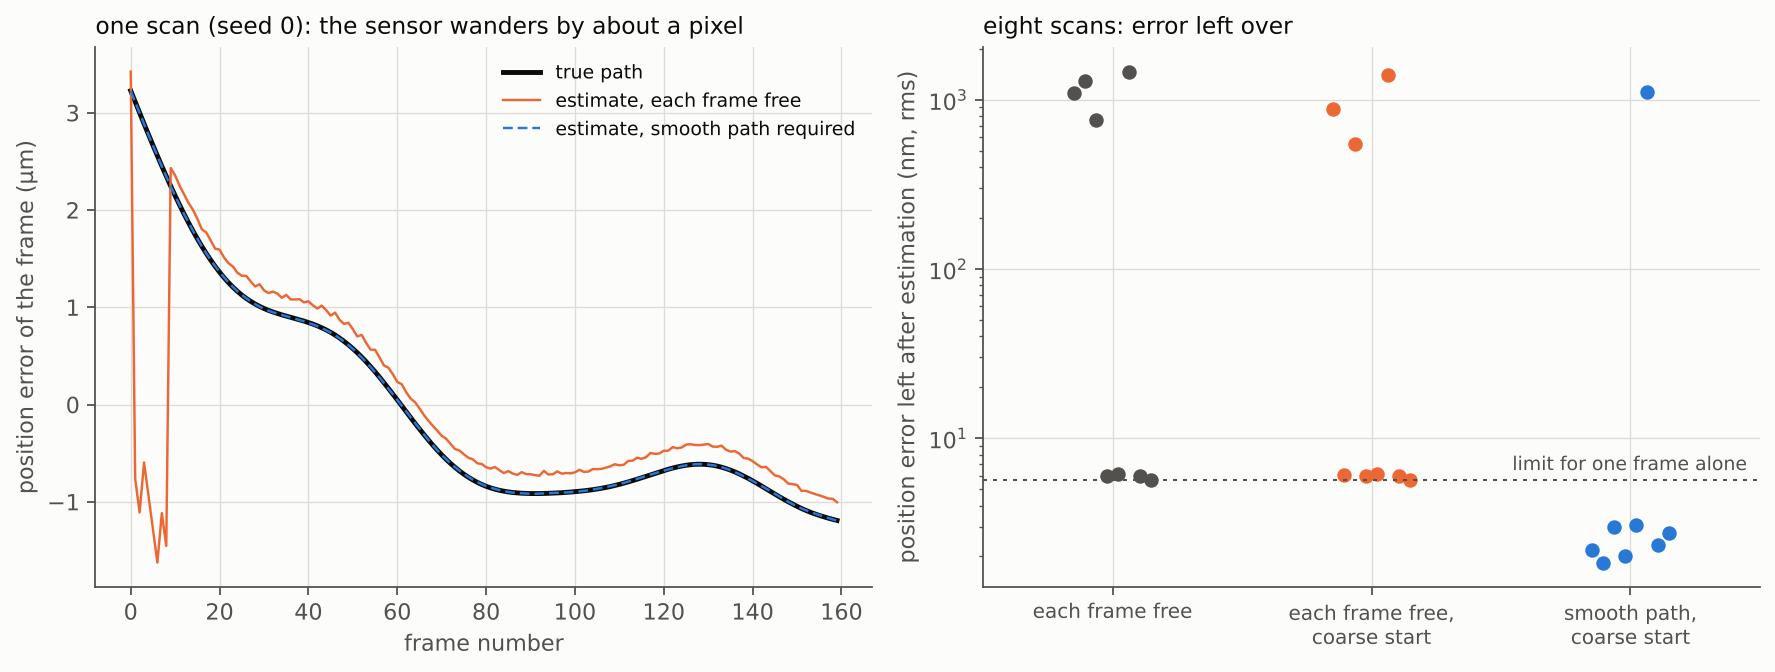 one scan (seed 0): the sensor wanders by about a pixel
position error of the frame (µm)
3
2
1
0
−1
true path
estimate, each frame free
estimate, smooth path required
0 20 40 60 80 100 120 140 160
frame number
eight scans: error left over
position error left after estimation (nm, rms)
10³
10²
10¹
limit for one frame alone
each frame free
each frame free,
coarse start
smooth path,
coarse start